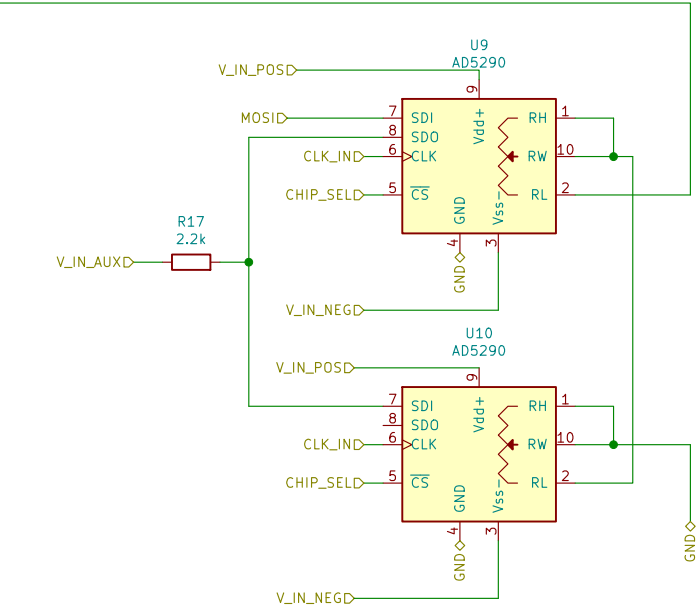 U9
AD5290
V_IN_POS
9
Vdd+
MOSI
7
SDI
RH
1
8
SDO
CLK_IN
6
CLK
RW
10
CHIP_SEL
5
CS
RL
2
GND
Vss-
4
3
GND
R17
2.2k
V_IN_AUX
V_IN_NEG
U10
AD5290
V_IN_POS
9
Vdd+
7
SDI
RH
1
8
SDO
CLK_IN
6
CLK
RW
10
CHIP_SEL
5
CS
RL
2
GND
Vss-
4
3
GND
GND
V_IN_NEG